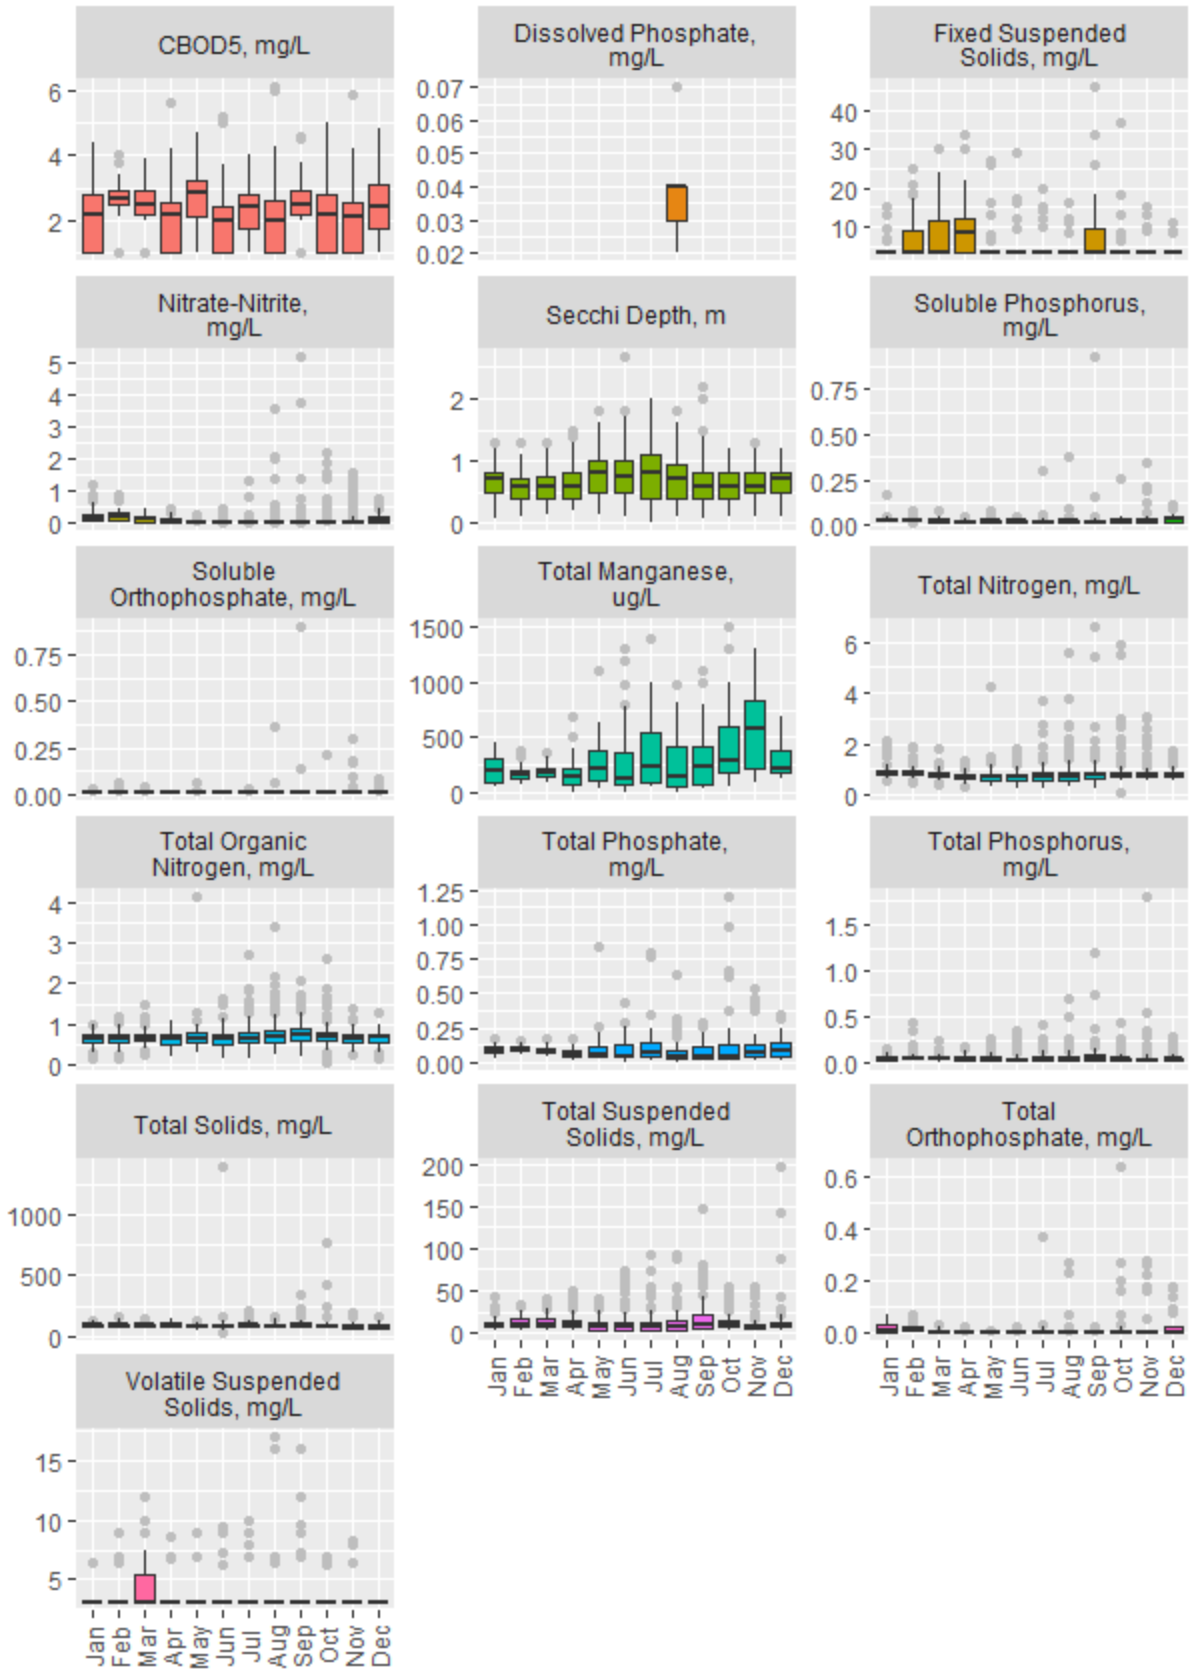 CBOD5, mg/L
6
4
2
Dissolved Phosphate,
mg/L
0.07
0.06
0.05
0.04
0.03
0.02
Fixed Suspended
Solids, mg/L
40
30
20
10
Nitrate-Nitrite,
mg/L
5
4
3
2
1
0
Secchi Depth, m
2
1
0
Soluble Phosphorus,
mg/L
0.75
0.50
0.25
0.00
Soluble
Orthophosphate, mg/L
0.75
0.50
0.25
0.00
Total Manganese,
ug/L
1500
1000
500
0
Total Nitrogen, mg/L
6
4
2
0
Total Organic
Nitrogen, mg/L
4
3
2
1
0
Total Phosphate,
mg/L
1.25
1.00
0.75
0.50
0.25
0.00
Total Phosphorus,
mg/L
1.5
1.0
0.5
0.0
Total Solids, mg/L
1000
500
0
Total Suspended
Solids, mg/L
200
150
100
50
0
Jan Feb Mar Apr May Jun Jul Aug Sep Oct Nov Dec
Total
Orthophosphate, mg/L
0.6
0.4
0.2
0.0
Jan Feb Mar Apr May Jun Jul Aug Sep Oct Nov Dec
Volatile Suspended
Solids, mg/L
15
10
5
Jan Feb Mar Apr May Jun Jul Aug Sep Oct Nov Dec